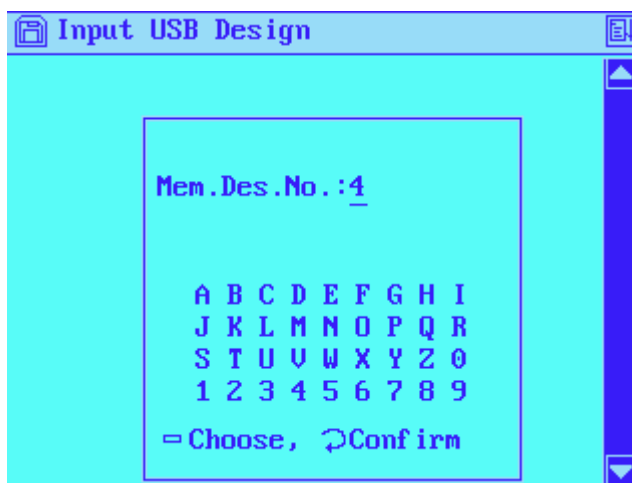 Input USB Design
Mem.Des.No.:4
A B C D E F G H I
J K L M N O P Q R
S T U V W X Y Z 0
1 2 3 4 5 6 7 8 9
Choose, Confirm